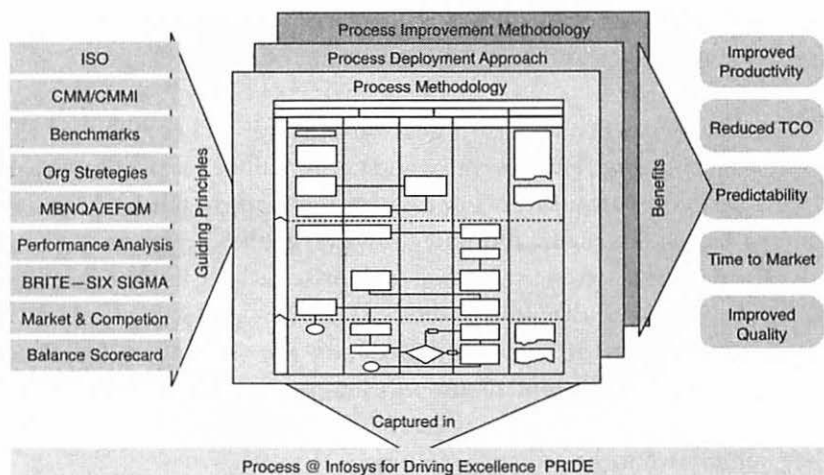 Process Improvement Methodology
Process Deployment Approach
Process Methodology
ISO
CMM/CMMI
Benchmarks
Org Stretegies
MBNQA/EFQM
Performance Analysis
BRITE—SIX SIGMA
Market & Competion
Balance Scorecard
Guiding Principles
Benefits
Improved
Productivity
Reduced TCO
Predictability
Time to Market
Improved
Quality
Captured in
Process @ Infosys for Driving Excellence PRIDE